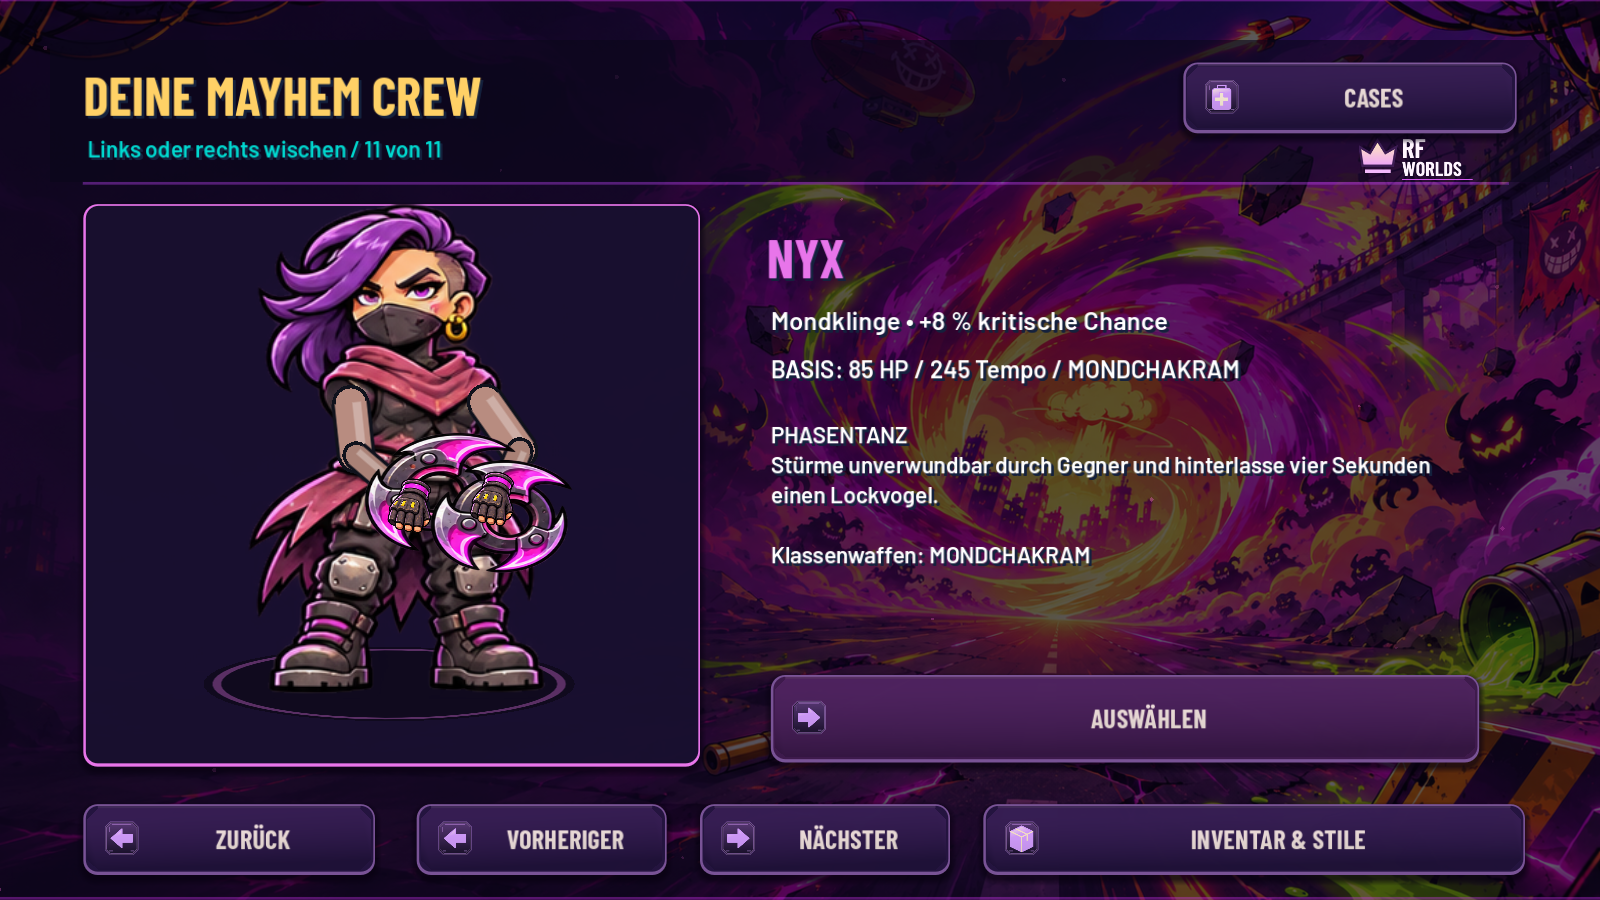 DEINE MAYHEM CREW
Links oder rechts wischen / 11 von 11
CASES
RF
WORLDS
NYX
Mondklinge • +8 % kritische Chance
BASIS: 85 HP / 245 Tempo / MONDCHAKRAM
PHASENTANZ
Stürme unverwundbar durch Gegner und hinterlasse vier Sekunden
einen Lockvogel.
Klassenwaffen: MONDCHAKRAM
AUSWÄHLEN
ZURÜCK
VORHERIGER
NÄCHSTER
INVENTAR & STILE